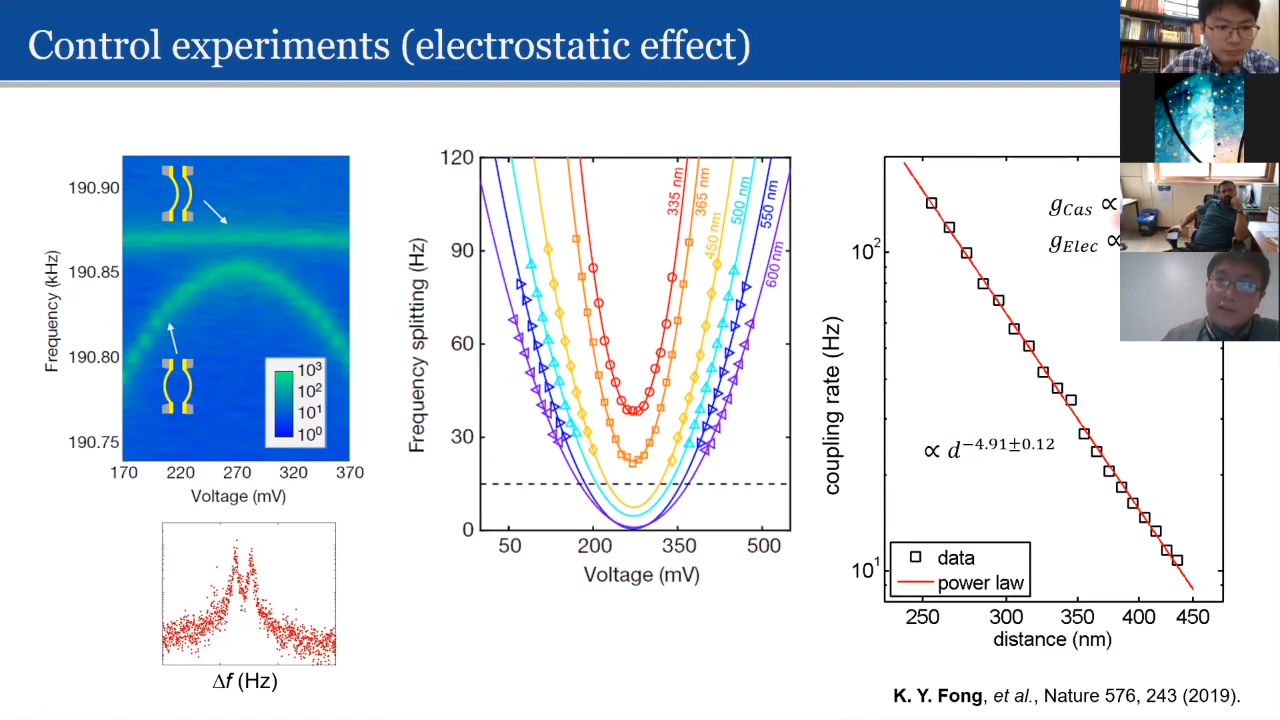 Control experiments (electrostatic effect)
Frequency (kHz)
190.90
190.85
190.80
190.75
170 220 270 320 370
Voltage (mV)
10³
10²
10¹
10⁰
Δf (Hz)
Frequency splitting (Hz)
120
90
60
30
0
50 200 350 500
Voltage (mV)
335 nm
365 nm
450 nm
500 nm
550 nm
600 nm
coupling rate (Hz)
10²
10¹
g_Cas ∝
g_Elec ∝
∝ d^−4.91±0.12
data
power law
250 300 350 400 450
distance (nm)
K. Y. Fong, et al., Nature 576, 243 (2019).